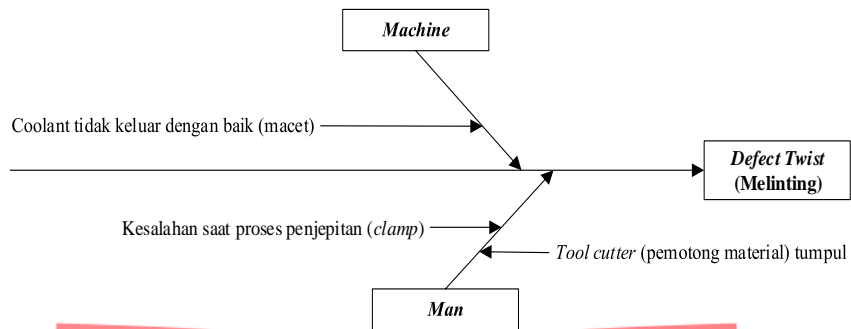 Machine
Coolant tidak keluar dengan baik (macet)
Defect Twist
(Melinting)
Kesalahan saat proses penjepitan (clamp)
Tool cutter (pemotong material) tumpul
Man